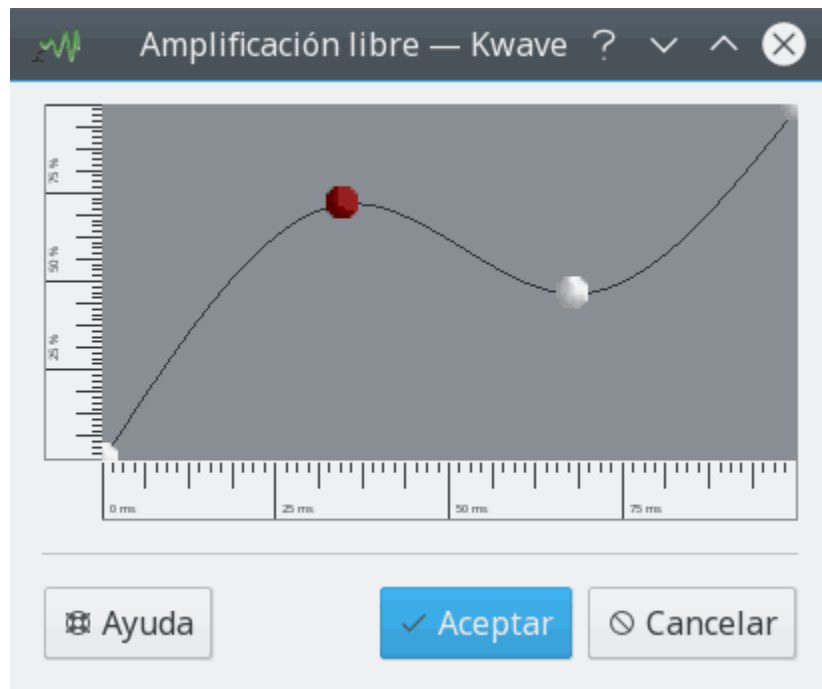 Amplificación libre — Kwave
75 %
50 %
25 %
0 ms
25 ms
50 ms
75 ms
Ayuda
Aceptar
Cancelar